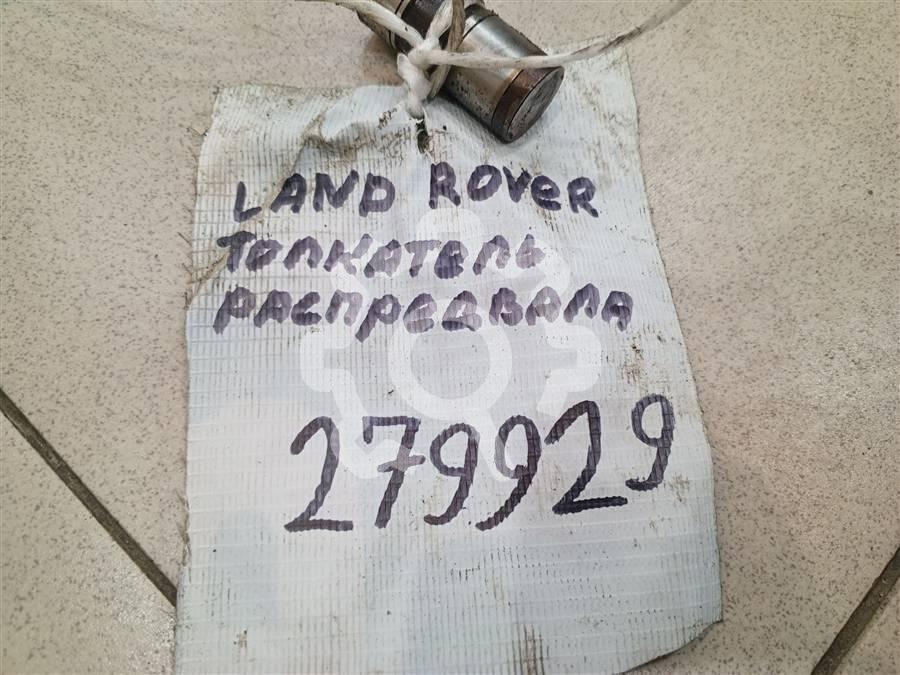 LAND ROVER
ТОЛКАТЕЛЬ
РАСПРЕДВАЛА
279929